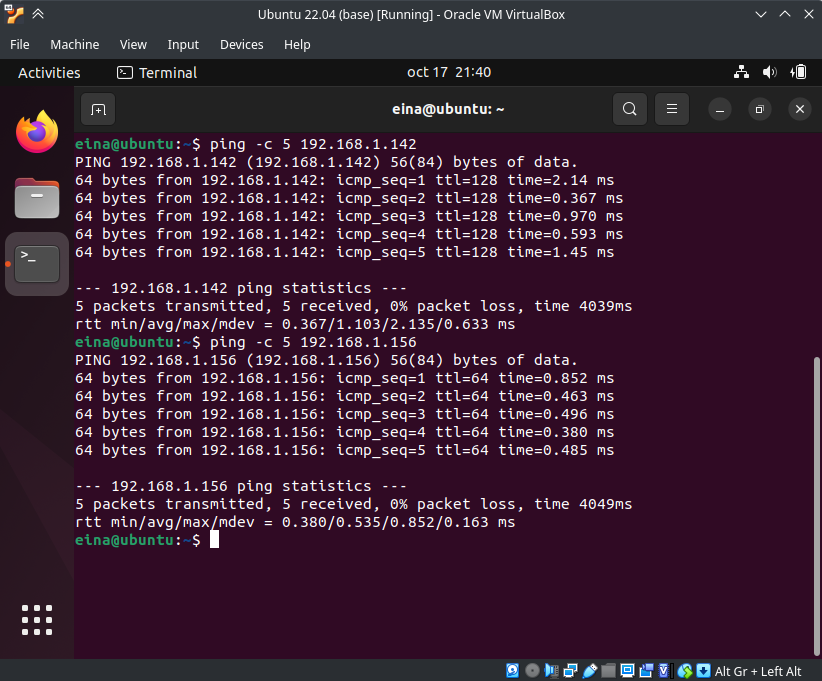 Ubuntu 22.04 (base) [Running] - Oracle VM VirtualBox
File Machine View Input Devices Help
Activities Terminal oct 17 21:40
eina@ubuntu: ~
eina@ubuntu:~$ ping -c 5 192.168.1.142
PING 192.168.1.142 (192.168.1.142) 56(84) bytes of data.
64 bytes from 192.168.1.142: icmp_seq=1 ttl=128 time=2.14 ms
64 bytes from 192.168.1.142: icmp_seq=2 ttl=128 time=0.367 ms
64 bytes from 192.168.1.142: icmp_seq=3 ttl=128 time=0.970 ms
64 bytes from 192.168.1.142: icmp_seq=4 ttl=128 time=0.593 ms
64 bytes from 192.168.1.142: icmp_seq=5 ttl=128 time=1.45 ms
--- 192.168.1.142 ping statistics ---
5 packets transmitted, 5 received, 0% packet loss, time 4039ms
rtt min/avg/max/mdev = 0.367/1.103/2.135/0.633 ms
eina@ubuntu:~$ ping -c 5 192.168.1.156
PING 192.168.1.156 (192.168.1.156) 56(84) bytes of data.
64 bytes from 192.168.1.156: icmp_seq=1 ttl=64 time=0.852 ms
64 bytes from 192.168.1.156: icmp_seq=2 ttl=64 time=0.463 ms
64 bytes from 192.168.1.156: icmp_seq=3 ttl=64 time=0.496 ms
64 bytes from 192.168.1.156: icmp_seq=4 ttl=64 time=0.380 ms
64 bytes from 192.168.1.156: icmp_seq=5 ttl=64 time=0.485 ms
--- 192.168.1.156 ping statistics ---
5 packets transmitted, 5 received, 0% packet loss, time 4049ms
rtt min/avg/max/mdev = 0.380/0.535/0.852/0.163 ms
eina@ubuntu:~$
Alt Gr + Left Alt